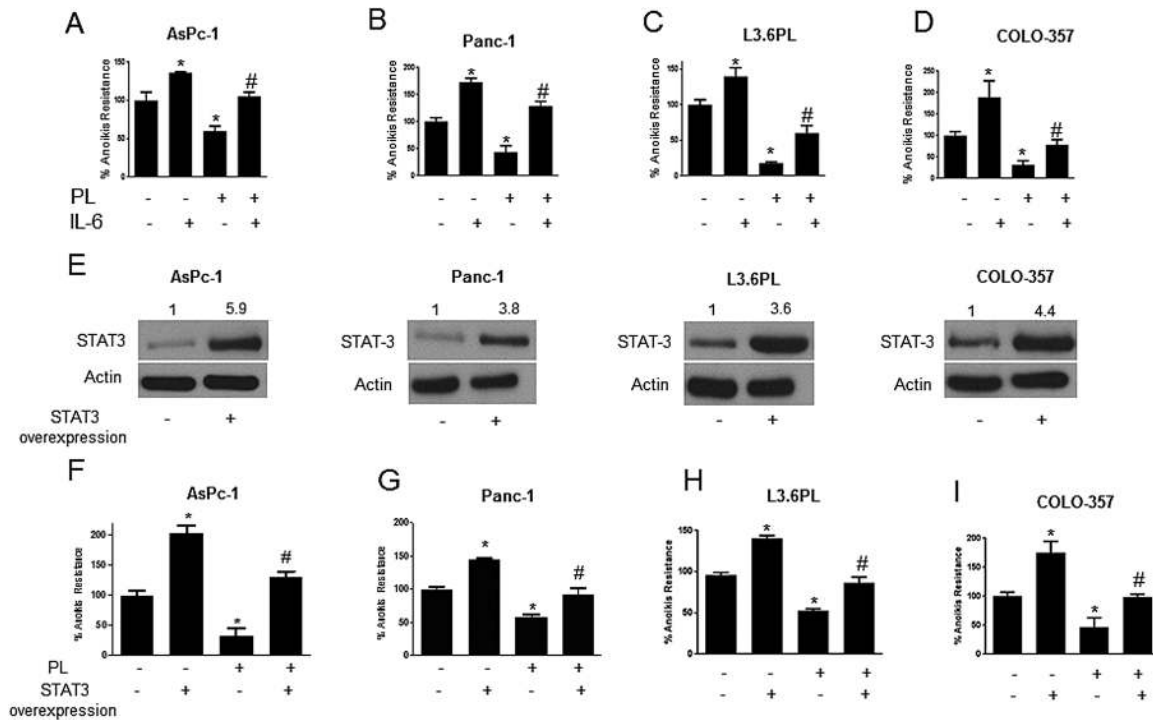 A
AsPc-1
% Anoikis Resistance
150
100
50
0
*
*
#
B
Panc-1
% Anoikis Resistance
200
150
100
50
0
*
*
#
C
L3.6PL
% Anoikis Resistance
150
100
50
0
*
*
#
D
COLO-357
% Anoikis Resistance
250
200
150
100
50
0
*
*
#
PL - - + + - - + + - - + + - - + +
IL-6 - + - + - + - + - + - + - + - +
E
AsPc-1
1 5.9
STAT3
Actin
STAT3 - +
overexpression
Panc-1
1 3.8
STAT-3
Actin
- +
L3.6PL
1 3.6
STAT-3
Actin
- +
COLO-357
1 4.4
STAT-3
Actin
- +
F
AsPc-1
% Anoikis Resistance
200
150
100
50
0
*
*
#
G
Panc-1
% Anoikis Resistance
200
150
100
50
0
*
*
#
H
L3.6PL
% Anoikis Resistance
150
100
50
0
*
*
#
I
COLO-357
% Anoikis Resistance
200
150
100
50
0
*
*
#
PL - - + + - - + + - - + + - - + +
STAT3 - + - + - + - + - + - + - + - +
overexpression